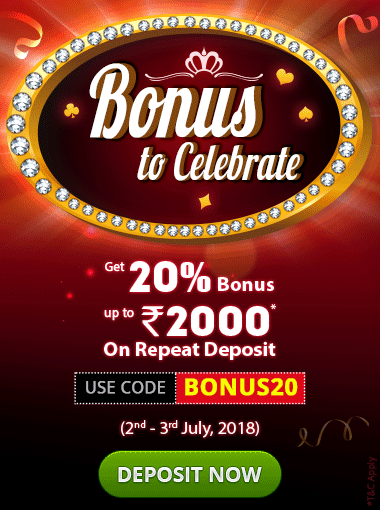 Bonus
to Celebrate
Get 20% Bonus
up to ₹2000*
On Repeat Deposit
USE CODE BONUS20
(2nd - 3rd July, 2018)
DEPOSIT NOW
*T&C Apply